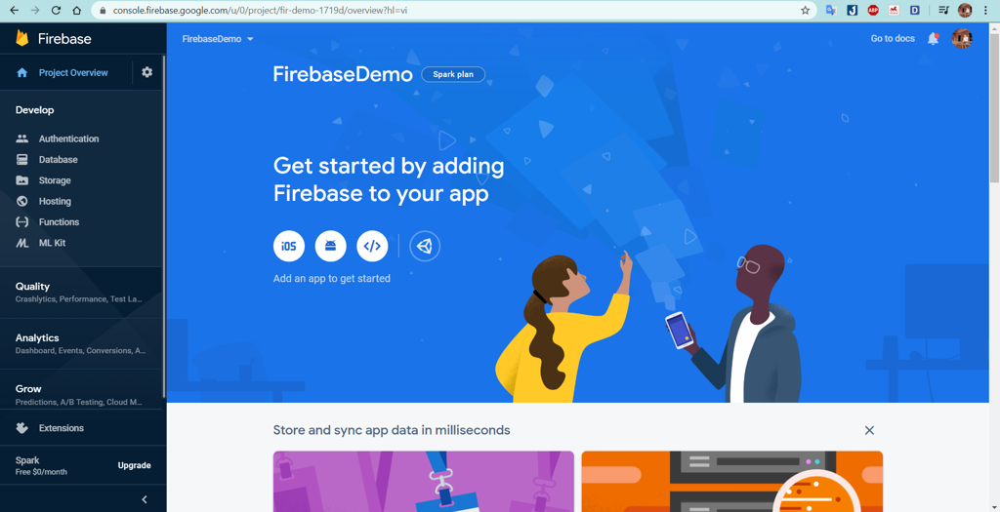 console.firebase.google.com/u/0/project/fir-demo-1719d/overview?hl=vi
ABP
J
D
Firebase
FirebaseDemo
Go to docs
Project Overview
FirebaseDemo
Spark plan
Develop
Authentication
Database
Storage
Hosting
Functions
ML Kit
Get started by adding
Firebase to your app
iOS
Add an app to get started
Quality
Crashlytics, Performance, Test La...
Analytics
Dashboard, Events, Conversions, A...
Grow
Predictions, A/B Testing, Cloud M...
Extensions
Spark
Free $0/month
Upgrade
Store and sync app data in milliseconds